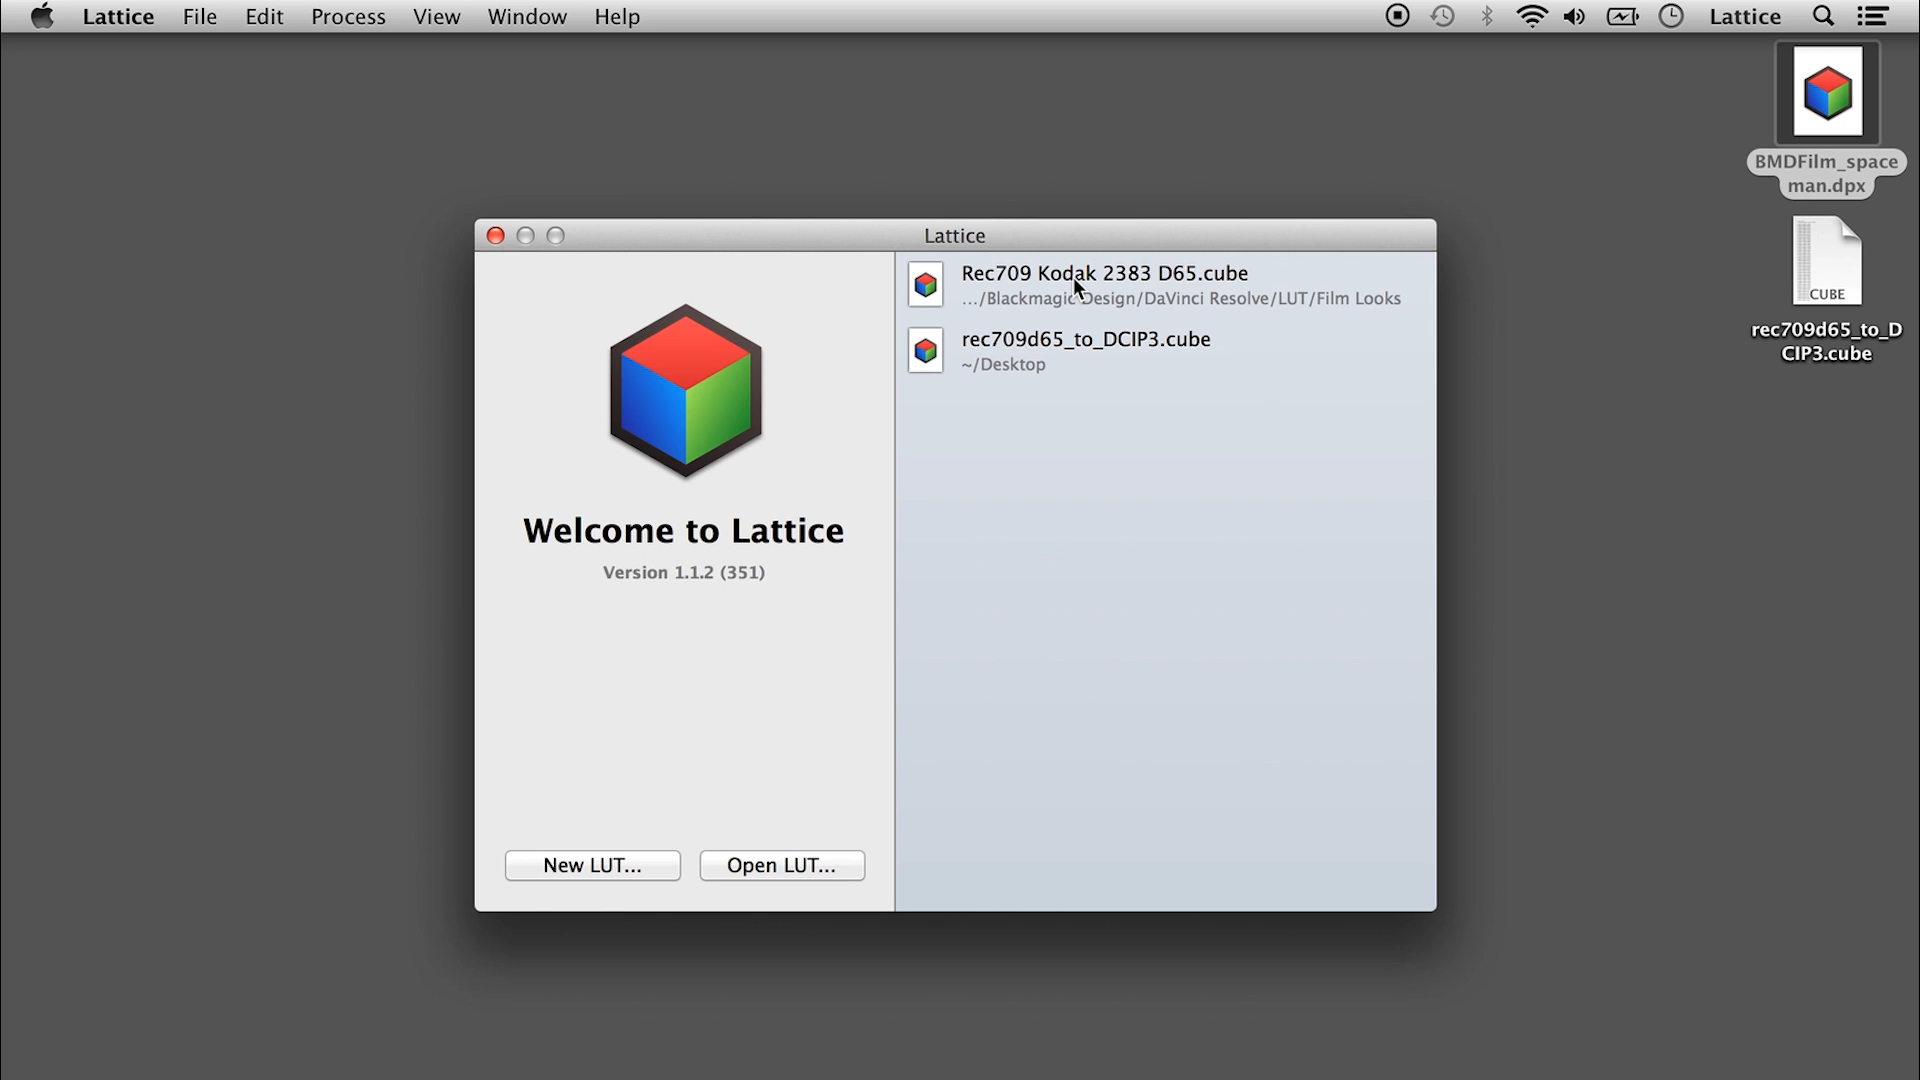 Lattice File Edit Process View Window Help Lattice
BMDFilm_space
man.dpx
CUBE
rec709d65_to_D
CIP3.cube
Lattice
Welcome to Lattice
Version 1.1.2 (351)
New LUT... Open LUT...
Rec709 Kodak 2383 D65.cube
.../Blackmagic Design/DaVinci Resolve/LUT/Film Looks
rec709d65_to_DCIP3.cube
~/Desktop